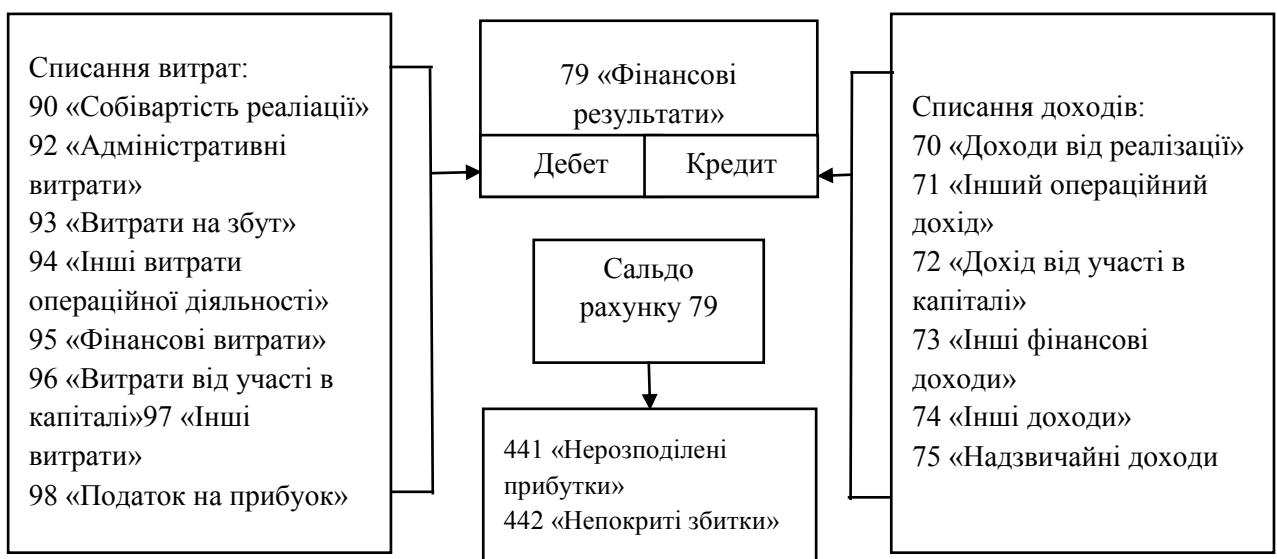 Списання витрат:
90 «Собівартість реаліації»
92 «Адміністративні
витрати»
93 «Витрати на збут»
94 «Інші витрати
операційної діяльності»
95 «Фінансові витрати»
96 «Витрати від участі в
капіталі»97 «Інші
витрати»
98 «Податок на прибуок»
79 «Фінансові
результати»
Дебет
Кредит
Сальдо
рахунку 79
441 «Нерозподілені
прибутки»
442 «Непокриті збитки»
Списання доходів:
70 «Доходи від реалізації»
71 «Інший операційний
дохід»
72 «Дохід від участі в
капіталі»
73 «Інші фінансові
доходи»
74 «Інші доходи»
75 «Надзвичайні доходи